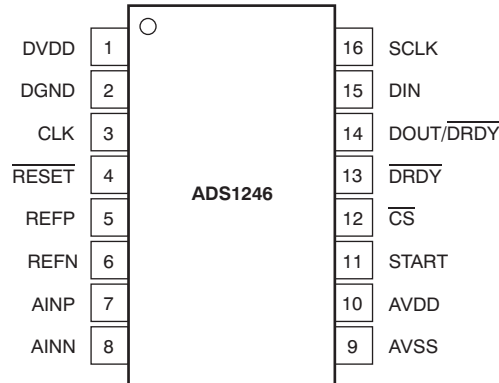 DVDD 1 16 SCLK
DGND 2 15 DIN
CLK 3 14 DOUT/DRDY
RESET 4 13 DRDY
ADS1246
REFP 5 12 CS
REFN 6 11 START
AINP 7 10 AVDD
AINN 8 9 AVSS